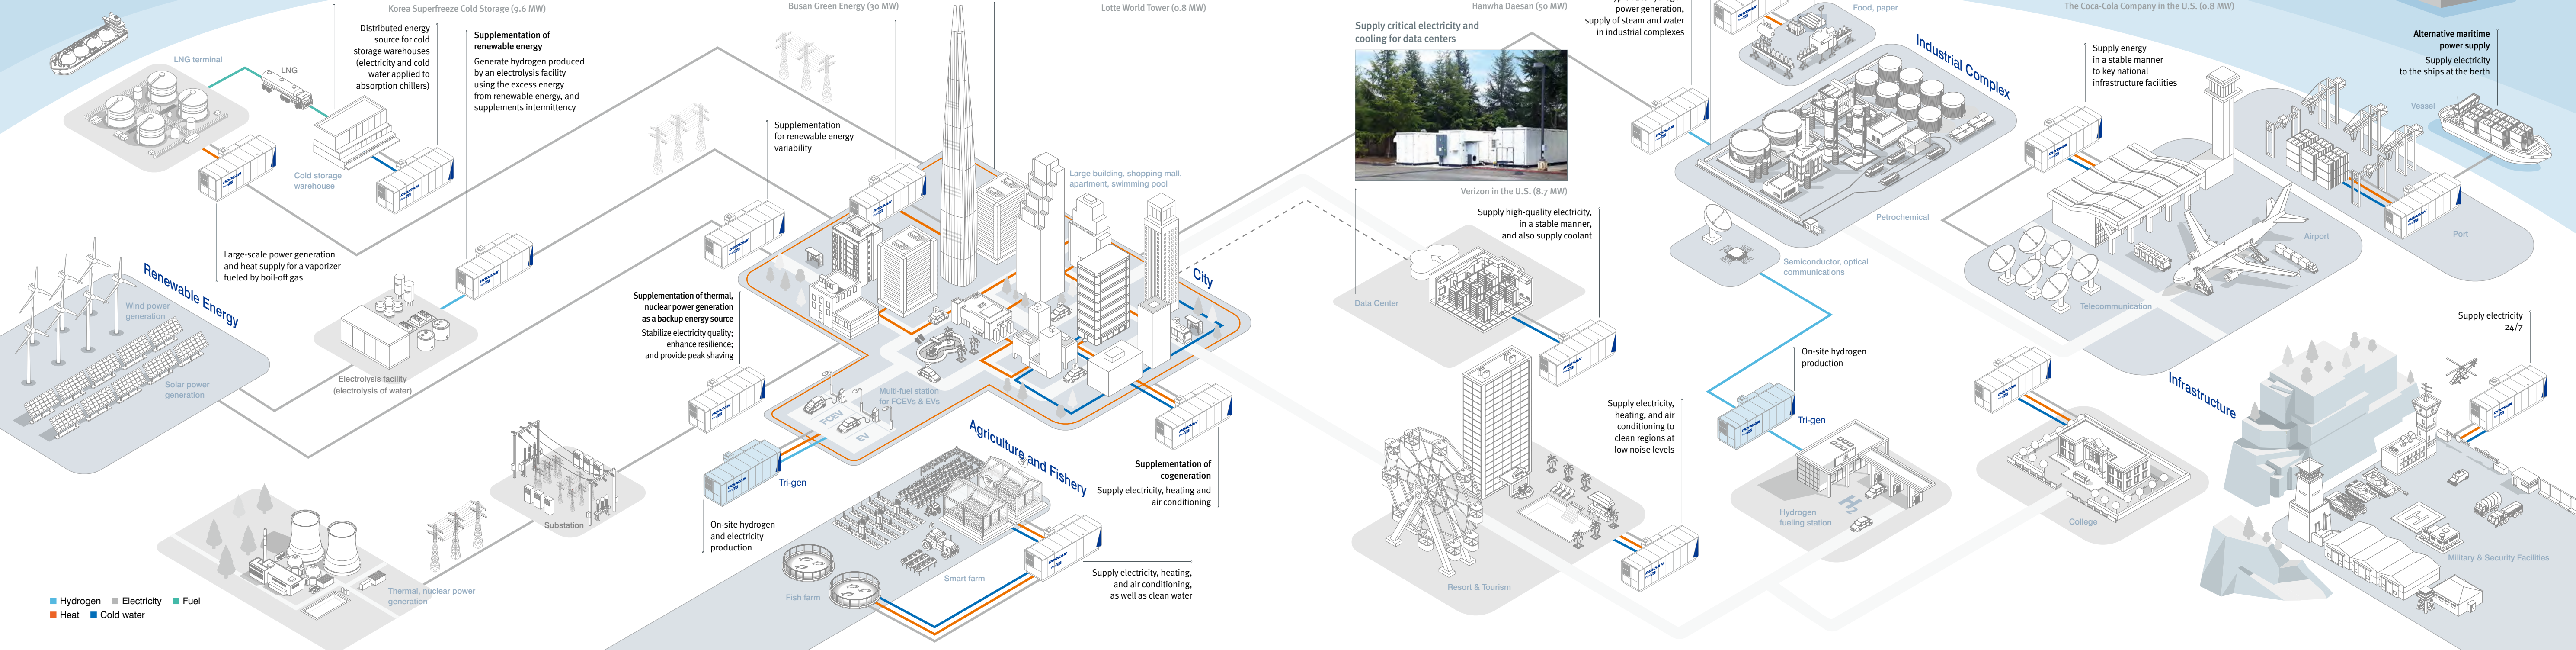 Korea Superfreeze Cold Storage (9.6 MW)
Busan Green Energy (30 MW)
Lotte World Tower (0.8 MW)
Hanwha Daesan (50 MW)
The Coca-Cola Company in the U.S. (0.8 MW)
LNG terminal
LNG
Distributed energy
source for cold
storage warehouses
(electricity and cold
water applied to
absorption chillers)
Cold storage
warehouse
Supplementation of
renewable energy
Generate hydrogen produced
by an electrolysis facility
using the excess energy
from renewable energy, and
supplements intermittency
Large-scale power generation
and heat supply for a vaporizer
fueled by boil-off gas
Renewable Energy
Wind power
generation
Solar power
generation
Electrolysis facility
(electrolysis of water)
Substation
Thermal, nuclear power
generation
Hydrogen
Electricity
Fuel
Heat
Cold water
Supplementation
for renewable energy
variability
Supplementation of thermal,
nuclear power generation
as a backup energy source
Stabilize electricity quality;
enhance resilience;
and provide peak shaving
Large building, shopping mall,
apartment, swimming pool
City
Multi-fuel station
for FCEVs & EVs
FCEV
EV
Tri-gen
On-site hydrogen
and electricity
production
Agriculture and Fishery
Supplementation of
cogeneration
Supply electricity, heating and
air conditioning
Smart farm
Fish farm
Supply electricity, heating,
and air conditioning,
as well as clean water
Supply critical electricity and
cooling for data centers
Verizon in the U.S. (8.7 MW)
Supply high-quality electricity,
in a stable manner,
and also supply coolant
Data Center
power generation,
supply of steam and water
in industrial complexes
Food, paper
Industrial Complex
Petrochemical
Semiconductor, optical
communications
On-site hydrogen
production
Tri-gen
Supply electricity,
heating, and air
conditioning to
clean regions at
low noise levels
Resort & Tourism
Hydrogen
fueling station
H2
College
Supply energy
in a stable manner
to key national
infrastructure facilities
Alternative maritime
power supply
Supply electricity
to the ships at the berth
Vessel
Port
Airport
Telecommunication
Infrastructure
Supply electricity
24/7
Military & Security Facilities
DOOSAN